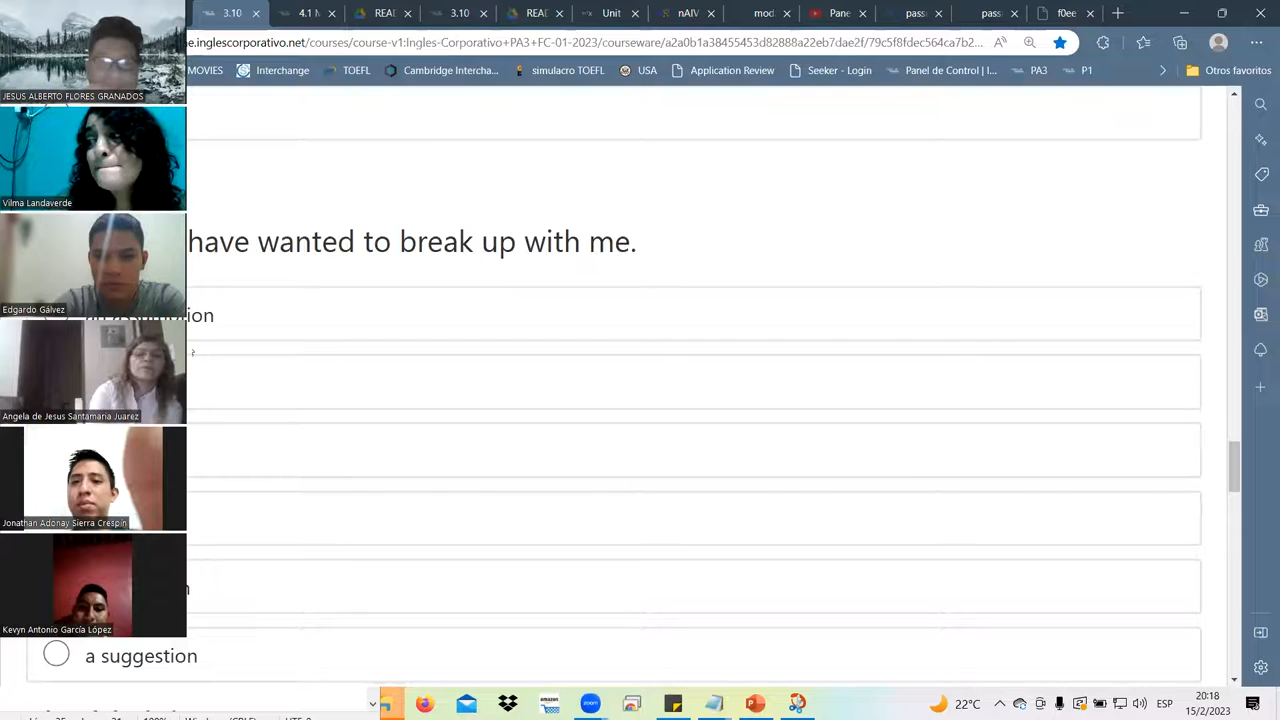 3.10
4.1 N
READ
3.10
READ
Unit
nAIV
mod
Pane
pass
pass
f0ee
e.inglescorporativo.net/courses/course-v1:Ingles-Corporativo+PA3+FC-01-2023/courseware/a2a0b1a38455453d82888a22eb7dae2f/79c5f8fdec564ca7b2...
MOVIES
Interchange
TOEFL
Cambridge Intercha...
simulacro TOEFL
USA
Application Review
Seeker - Login
Panel de Control | I...
PA3
P1
Otros favoritos
JESUS ALBERTO FLORES GRANADOS
Vilma Landaverde
Edgardo Gálvez
Angela de Jesus Santamaria Juarez
Jonathan Adonay Sierra Crespin
Kevyn Antonio García López
have wanted to break up with me.
a suggestion
22°C
ESP
20:18
15/2/2023